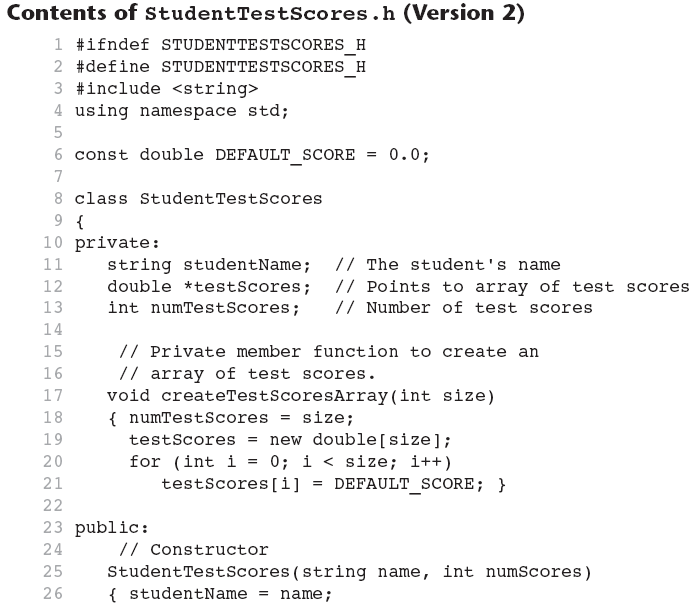 Contents of StudentTestScores.h (Version 2)
1 #ifndef STUDENTTESTSCORES_H
2 #define STUDENTTESTSCORES_H
3 #include <string>
4 using namespace std;
5
6 const double DEFAULT_SCORE = 0.0;
7
8 class StudentTestScores
9 {
10 private:
11    string studentName;  // The student's name
12    double *testScores;  // Points to array of test scores
13    int numTestScores;   // Number of test scores
14
15     // Private member function to create an
16     // array of test scores.
17    void createTestScoresArray(int size)
18    { numTestScores = size;
19      testScores = new double[size];
20      for (int i = 0; i < size; i++)
21         testScores[i] = DEFAULT_SCORE; }
22
23 public:
24     // Constructor
25    StudentTestScores(string name, int numScores)
26    { studentName = name;